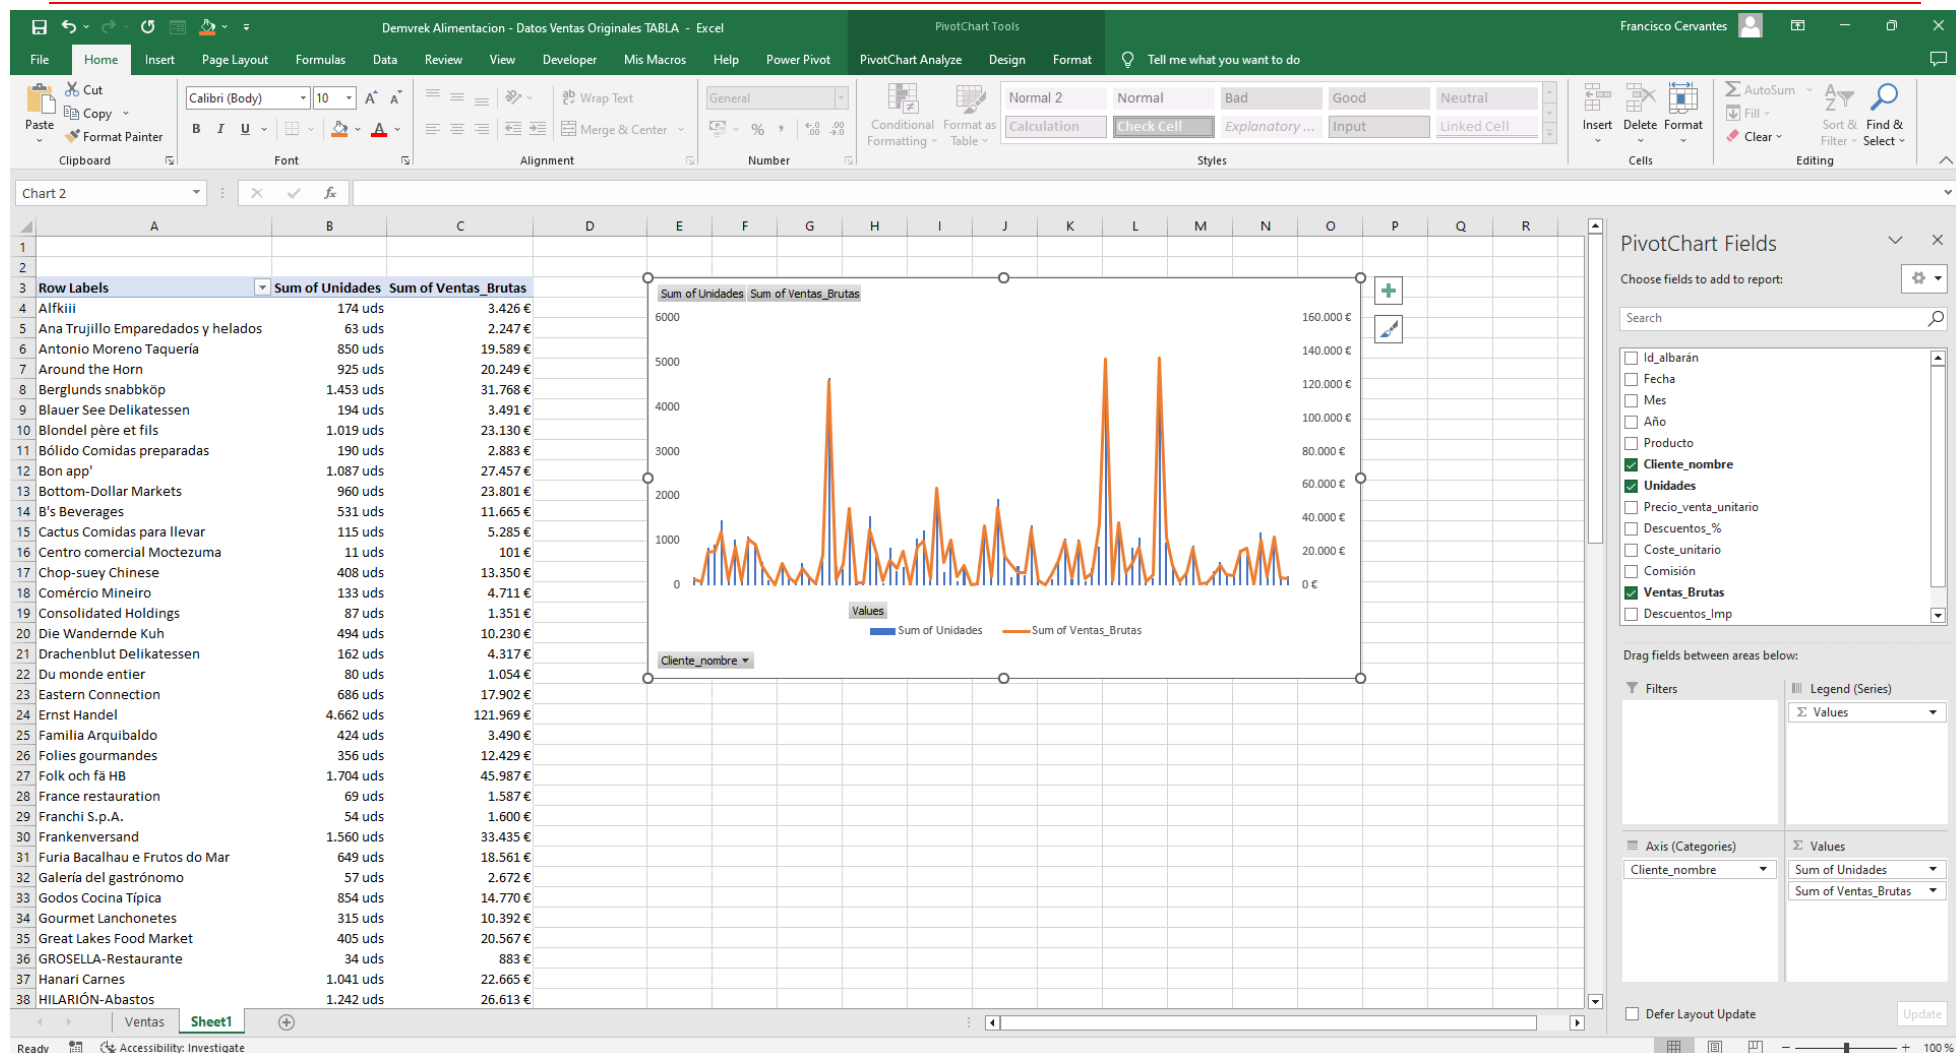 Demvrek Alimentacion - Datos Ventas Originales TABLA - Excel
PivotChart Tools
Francisco Cervantes
File Home Insert Page Layout Formulas Data Review View Developer Mis Macros Help Power Pivot PivotChart Analyze Design Format Tell me what you want to do
Paste
Cut
Copy
Format Painter
Clipboard
Calibri (Body) 10
B I U
Font
Wrap Text
Merge & Center
Alignment
General
Number
Conditional Formatting
Format as Table
Normal 2 Normal Bad Good Neutral
Calculation Check Cell Explanatory ... Input Linked Cell
Styles
Insert Delete Format
Cells
AutoSum
Fill
Clear
Sort & Filter
Find & Select
Editing
Chart 2
fx
A B C D E F G H I J K L M N O P Q R
1
2
3 Row Labels Sum of Unidades Sum of Ventas_Brutas
4 Alfkiii 174 uds 3.426 €
5 Ana Trujillo Emparedados y helados 63 uds 2.247 €
6 Antonio Moreno Taquería 850 uds 19.589 €
7 Around the Horn 925 uds 20.249 €
8 Berglunds snabbköp 1.453 uds 31.768 €
9 Blauer See Delikatessen 194 uds 3.491 €
10 Blondel père et fils 1.019 uds 23.130 €
11 Bólido Comidas preparadas 190 uds 2.883 €
12 Bon app' 1.087 uds 27.457 €
13 Bottom-Dollar Markets 960 uds 23.801 €
14 B's Beverages 531 uds 11.665 €
15 Cactus Comidas para llevar 115 uds 5.285 €
16 Centro comercial Moctezuma 11 uds 101 €
17 Chop-suey Chinese 408 uds 13.350 €
18 Comércio Mineiro 133 uds 4.711 €
19 Consolidated Holdings 87 uds 1.351 €
20 Die Wandernde Kuh 494 uds 10.230 €
21 Drachenblut Delikatessen 162 uds 4.317 €
22 Du monde entier 80 uds 1.054 €
23 Eastern Connection 686 uds 17.902 €
24 Ernst Handel 4.662 uds 121.969 €
25 Familia Arquibaldo 424 uds 3.490 €
26 Folies gourmandes 356 uds 12.429 €
27 Folk och fä HB 1.704 uds 45.987 €
28 France restauration 69 uds 1.587 €
29 Franchi S.p.A. 54 uds 1.600 €
30 Frankenversand 1.560 uds 33.435 €
31 Furia Bacalhau e Frutos do Mar 649 uds 18.561 €
32 Galería del gastrónomo 57 uds 2.672 €
33 Godos Cocina Típica 854 uds 14.770 €
34 Gourmet Lanchonetes 315 uds 10.392 €
35 Great Lakes Food Market 405 uds 20.567 €
36 GROSELLA-Restaurante 34 uds 883 €
37 Hanari Carnes 1.041 uds 22.665 €
38 HILARIÓN-Abastos 1.242 uds 26.613 €
Sum of Unidades Sum of Ventas_Brutas
6000 160.000 €
140.000 €
5000
120.000 €
4000
100.000 €
3000 80.000 €
60.000 €
2000
40.000 €
1000
20.000 €
0 0 €
Values
Sum of Unidades Sum of Ventas_Brutas
Cliente_nombre
PivotChart Fields
Choose fields to add to report:
Search
Id_albarán
Fecha
Mes
Año
Producto
Cliente_nombre
Unidades
Precio_venta_unitario
Descuentos_%
Coste_unitario
Comisión
Ventas_Brutas
Descuentos_Imp
Drag fields between areas below:
Filters
Legend (Series)
Σ Values
Axis (Categories)
Cliente_nombre
Σ Values
Sum of Unidades
Sum of Ventas_Brutas
Defer Layout Update
Update
Ventas Sheet1
Ready Accessibility: Investigate
100 %